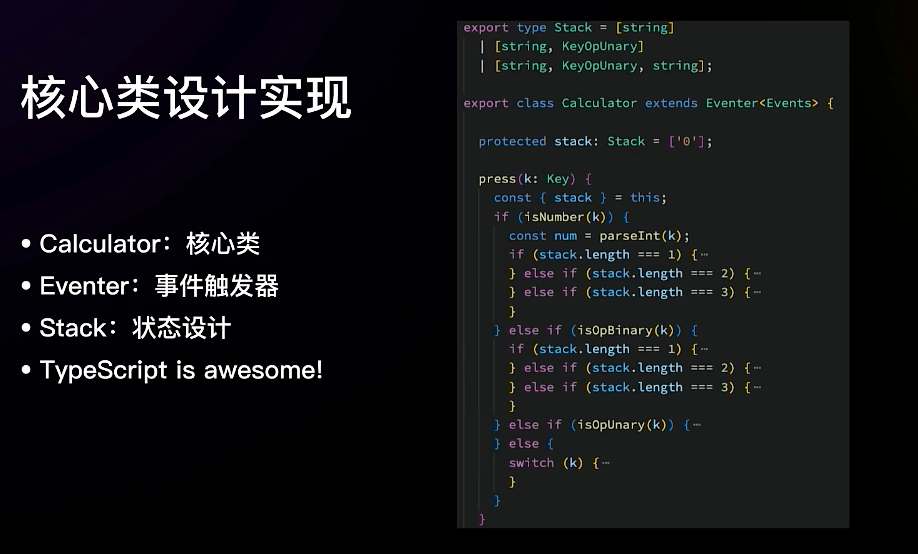 核心类设计实现
• Calculator：核心类
• Eventer：事件触发器
• Stack：状态设计
• TypeScript is awesome!
export type Stack = [string]
  | [string, KeyOpUnary]
  | [string, KeyOpUnary, string];
export class Calculator extends Eventer<Events> {
  protected stack: Stack = ['0'];
  press(k: Key) {
    const { stack } = this;
    if (isNumber(k)) {
      const num = parseInt(k);
      if (stack.length === 1) {…
      } else if (stack.length === 2) {…
      } else if (stack.length === 3) {…
      }
    } else if (isOpBinary(k)) {
      if (stack.length === 1) {…
      } else if (stack.length === 2) {…
      } else if (stack.length === 3) {…
      }
    } else if (isOpUnary(k)) {…
    } else {
      switch (k) {…
      }
    }
  }